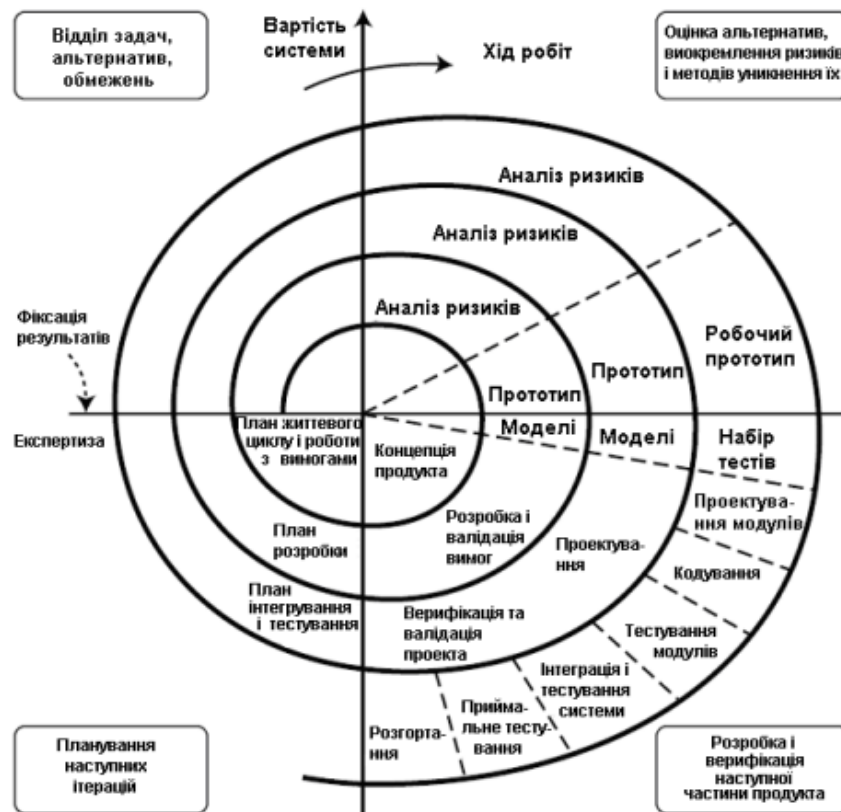 Відділ задач,
альтернатив,
обмежень
Вартість
системи
Хід робіт
Оцінка альтернатив,
виокремлення ризиків
і методів уникнення їх
Аналіз ризиків
Аналіз ризиків
Аналіз ризиків
Фіксація
результатів
Робочий
прототип
Прототип
Прототип
Експертиза
План життевого
циклу і роботи
з вимогами
Концепція
продукта
Моделі
Моделі
Набір
тестів
Проектува-
ння модулів
План
розробки
Розробка і
валідація
вимог
Проектува-
ння
Кодування
План
інтегрування
і тестування
Верифікація та
валідація
проекта
Тестування
модулів
Інтеграція і
тестування
системи
Приймa-
льне тесту-
вання
Розгорта-
ння
Планування
наступних
ітерацій
Розробка і
верифікація
наступної
частини продукта